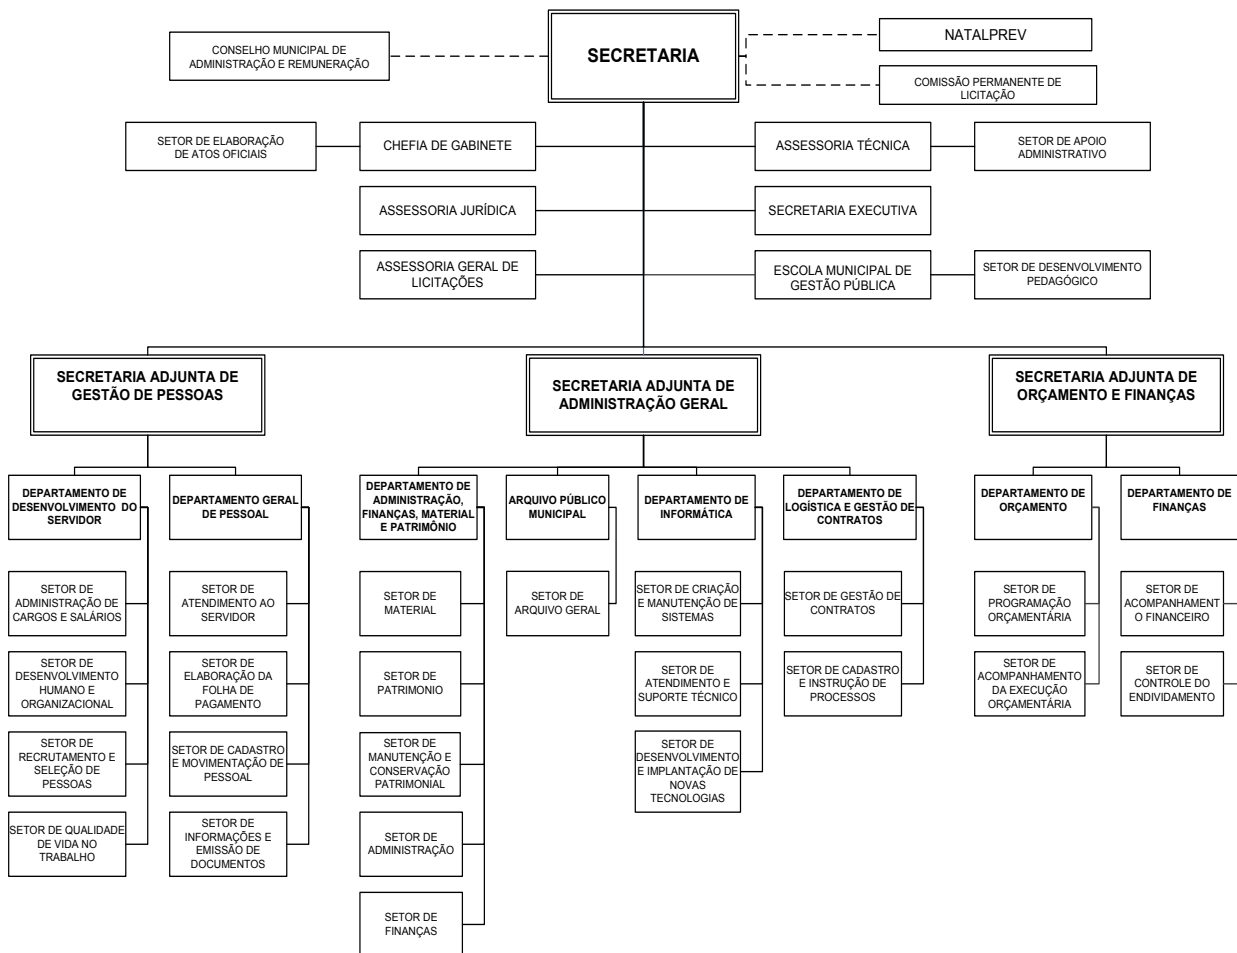 CONSELHO MUNICIPAL DE
ADMINISTRAÇÃO E REMUNERAÇÃO
SECRETARIA
NATALPREV
COMISSÃO PERMANENTE DE
LICITAÇÃO
SETOR DE ELABORAÇÃO
DE ATOS OFICIAIS
CHEFIA DE GABINETE
ASSESSORIA TÉCNICA
SETOR DE APOIO
ADMINISTRATIVO
ASSESSORIA JURÍDICA
SECRETARIA EXECUTIVA
ASSESSORIA GERAL DE
LICITAÇÕES
ESCOLA MUNICIPAL DE
GESTÃO PÚBLICA
SETOR DE DESENVOLVIMENTO
PEDAGÓGICO
SECRETARIA ADJUNTA DE
GESTÃO DE PESSOAS
SECRETARIA ADJUNTA DE
ADMINISTRAÇÃO GERAL
SECRETARIA ADJUNTA DE
ORÇAMENTO E FINANÇAS
DEPARTAMENTO DE
DESENVOLVIMENTO DO
SERVIDOR
DEPARTAMENTO GERAL
DE PESSOAL
DEPARTAMENTO DE
ADMINISTRAÇÃO,
FINANÇAS, MATERIAL
E PATRIMÔNIO
ARQUIVO PÚBLICO
MUNICIPAL
DEPARTAMENTO DE
INFORMÁTICA
DEPARTAMENTO DE
LOGÍSTICA E GESTÃO DE
CONTRATOS
DEPARTAMENTO DE
ORÇAMENTO
DEPARTAMENTO DE
FINANÇAS
SETOR DE
ADMINISTRAÇÃO DE
CARGOS E SALÁRIOS
SETOR DE
ATENDIMENTO AO
SERVIDOR
SETOR DE
MATERIAL
SETOR DE
ARQUIVO GERAL
SETOR DE CRIAÇÃO
E MANUTENÇÃO DE
SISTEMAS
SETOR DE GESTÃO DE
CONTRATOS
SETOR DE
PROGRAMAÇÃO
ORÇAMENTÁRIA
SETOR DE
ACOMPANHAMENT
O FINANCEIRO
SETOR DE
DESENVOLVIMENTO
HUMANO E
ORGANIZACIONAL
SETOR DE
ELABORAÇÃO DA
FOLHA DE
PAGAMENTO
SETOR DE
PATRIMONIO
SETOR DE
ATENDIMENTO E
SUPORTE TÉCNICO
SETOR DE CADASTRO
E INSTRUÇÃO DE
PROCESSOS
SETOR DE
ACOMPANHAMENTO
DA EXECUÇÃO
ORÇAMENTÁRIA
SETOR DE
CONTROLE DO
ENDIVIDAMENTO
SETOR DE
RECRUTAMENTO E
SELEÇÃO DE
PESSOAS
SETOR DE CADASTRO
E MOVIMENTAÇÃO DE
PESSOAL
SETOR DE
MANUTENÇÃO E
CONSERVAÇÃO
PATRIMONIAL
SETOR DE
DESENVOLVIMENTO
E IMPLANTAÇÃO DE
NOVAS
TECNOLOGIAS
SETOR DE QUALIDADE
DE VIDA NO
TRABALHO
SETOR DE
INFORMAÇÕES E
EMISSÃO DE
DOCUMENTOS
SETOR DE
ADMINISTRAÇÃO
SETOR DE
FINANÇAS